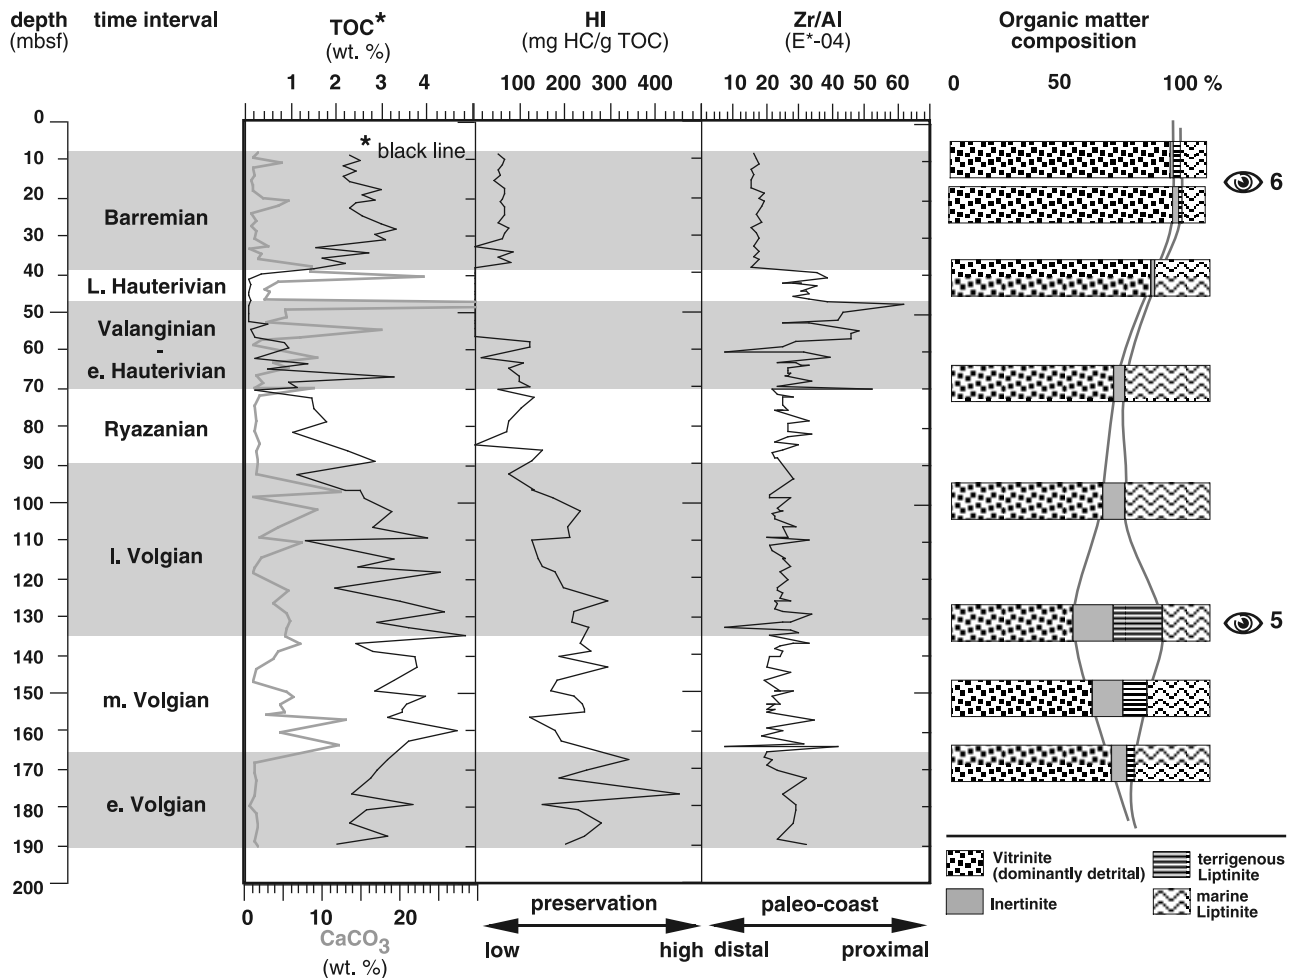 depth
(mbsf)
time interval
TOC*
(wt. %)
HI
(mg HC/g TOC)
Zr/Al
(E*-04)
Organic matter
composition
1 2 3 4
100 200 300 400
10 20 30 40 50 60 70
0 50 100 %
* black line
0
10
20
30
40
50
60
70
80
90
100
110
120
130
140
150
160
170
180
190
200
Barremian
L. Hauterivian
Valanginian
-
e. Hauterivian
Ryazanian
l. Volgian
m. Volgian
e. Volgian
6
5
0 10 20
CaCO3
(wt. %)
preservation
low high
paleo-coast
distal proximal
Vitrinite
(dominantly detrital)
Inertinite
terrigenous
Liptinite
marine
Liptinite